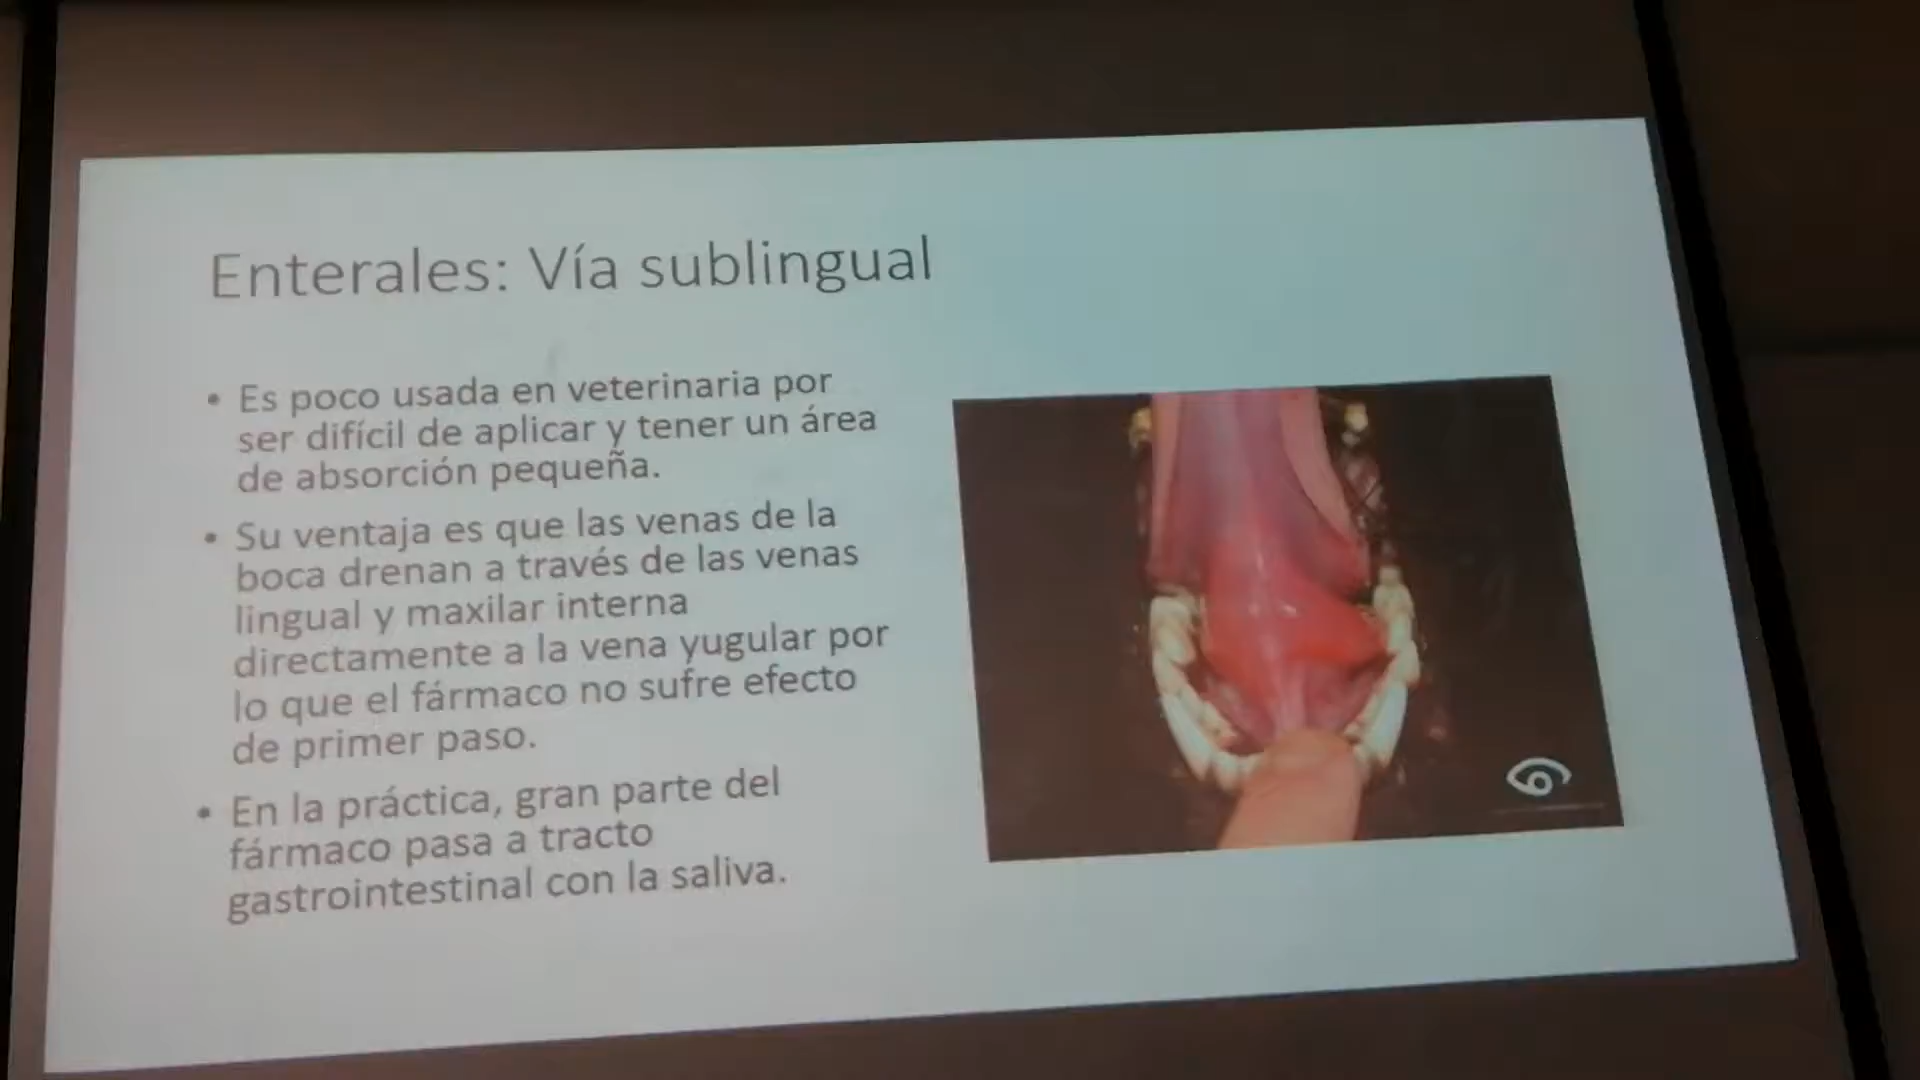 Enterales: Vía sublingual
• Es poco usada en veterinaria por
ser difícil de aplicar y tener un área
de absorción pequeña.
• Su ventaja es que las venas de la
boca drenan a través de las venas
lingual y maxilar interna
directamente a la vena yugular por
lo que el fármaco no sufre efecto
de primer paso.
• En la práctica, gran parte del
fármaco pasa a tracto
gastrointestinal con la saliva.